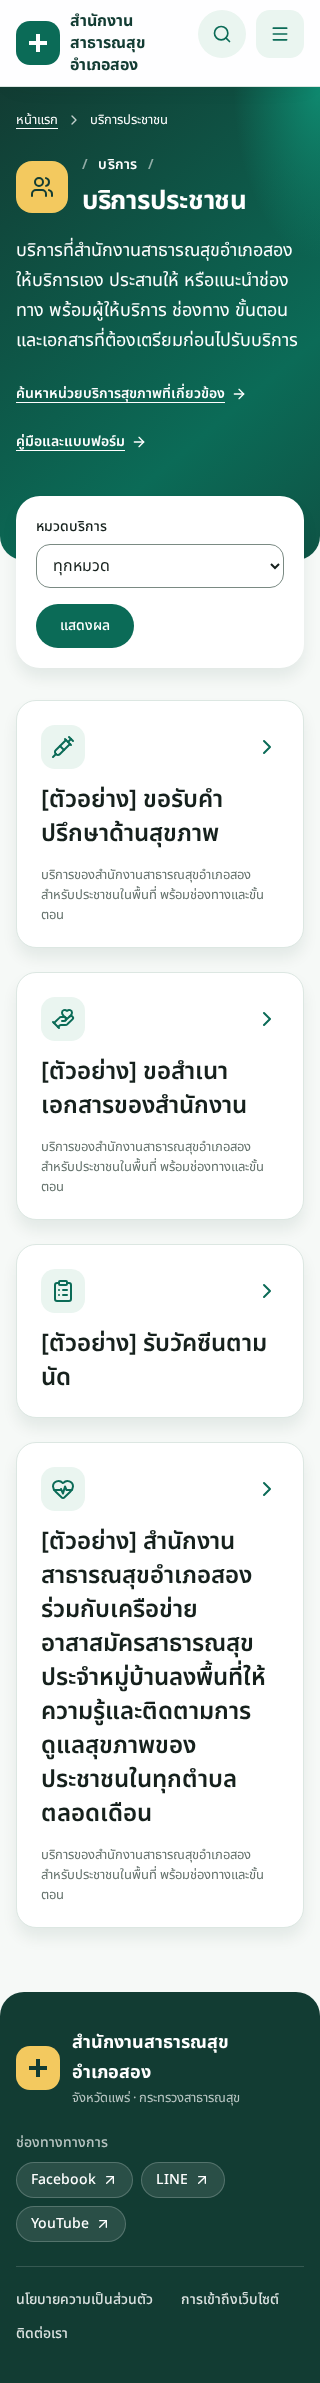 สำนักงาน
สาธารณสุข
อำเภอสอง
หน้าแรก
บริการประชาชน
/ บริการ /
บริการประชาชน
บริการที่สำนักงานสาธารณสุขอำเภอสอง
ให้บริการเอง ประสานให้ หรือแนะนำช่อง
ทาง พร้อมผู้ให้บริการ ช่องทาง ขั้นตอน
และเอกสารที่ต้องเตรียมก่อนไปรับบริการ
ค้นหาหน่วยบริการสุขภาพที่เกี่ยวข้อง →
คู่มือและแบบฟอร์ม →
หมวดบริการ
ทุกหมวด
แสดงผล
[ตัวอย่าง] ขอรับคำ
ปรึกษาด้านสุขภาพ
บริการของสำนักงานสาธารณสุขอำเภอสอง
สำหรับประชาชนในพื้นที่ พร้อมช่องทางและขั้น
ตอน
[ตัวอย่าง] ขอสำเนา
เอกสารของสำนักงาน
บริการของสำนักงานสาธารณสุขอำเภอสอง
สำหรับประชาชนในพื้นที่ พร้อมช่องทางและขั้น
ตอน
[ตัวอย่าง] รับวัคซีนตาม
นัด
[ตัวอย่าง] สำนักงาน
สาธารณสุขอำเภอสอง
ร่วมกับเครือข่าย
อาสาสมัครสาธารณสุข
ประจำหมู่บ้านลงพื้นที่ให้
ความรู้และติดตามการ
ดูแลสุขภาพของ
ประชาชนในทุกตำบล
ตลอดเดือน
บริการของสำนักงานสาธารณสุขอำเภอสอง
สำหรับประชาชนในพื้นที่ พร้อมช่องทางและขั้น
ตอน
สำนักงานสาธารณสุข
อำเภอสอง
จังหวัดแพร่ · กระทรวงสาธารณสุข
ช่องทางทางการ
Facebook
LINE
YouTube
นโยบายความเป็นส่วนตัว
การเข้าถึงเว็บไซต์
ติดต่อเรา